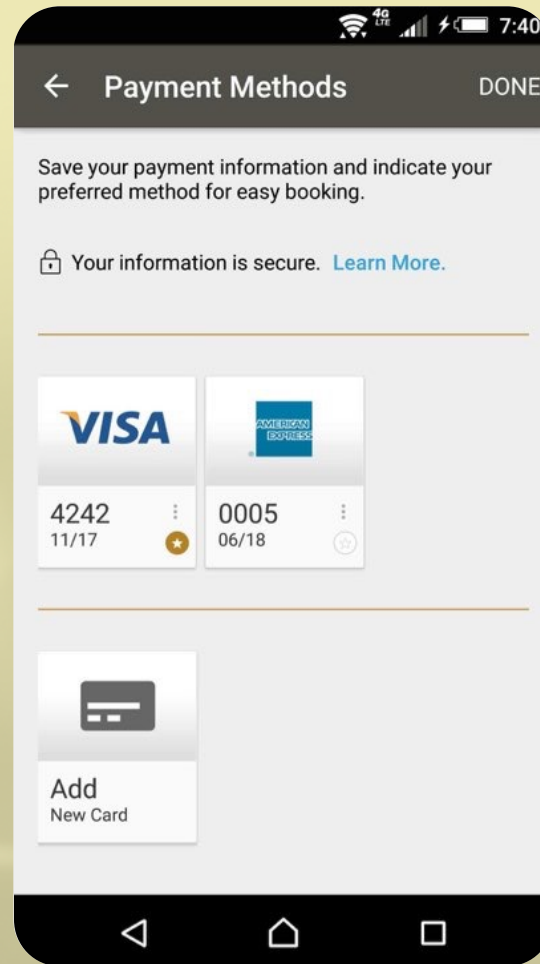 4G
LTE
7:40
Payment Methods
DONE
Save your payment information and indicate your
preferred method for easy booking.
Your information is secure. Learn More.
VISA
AMERICAN
EXPRESS
4242
11/17
0005
06/18
Add
New Card